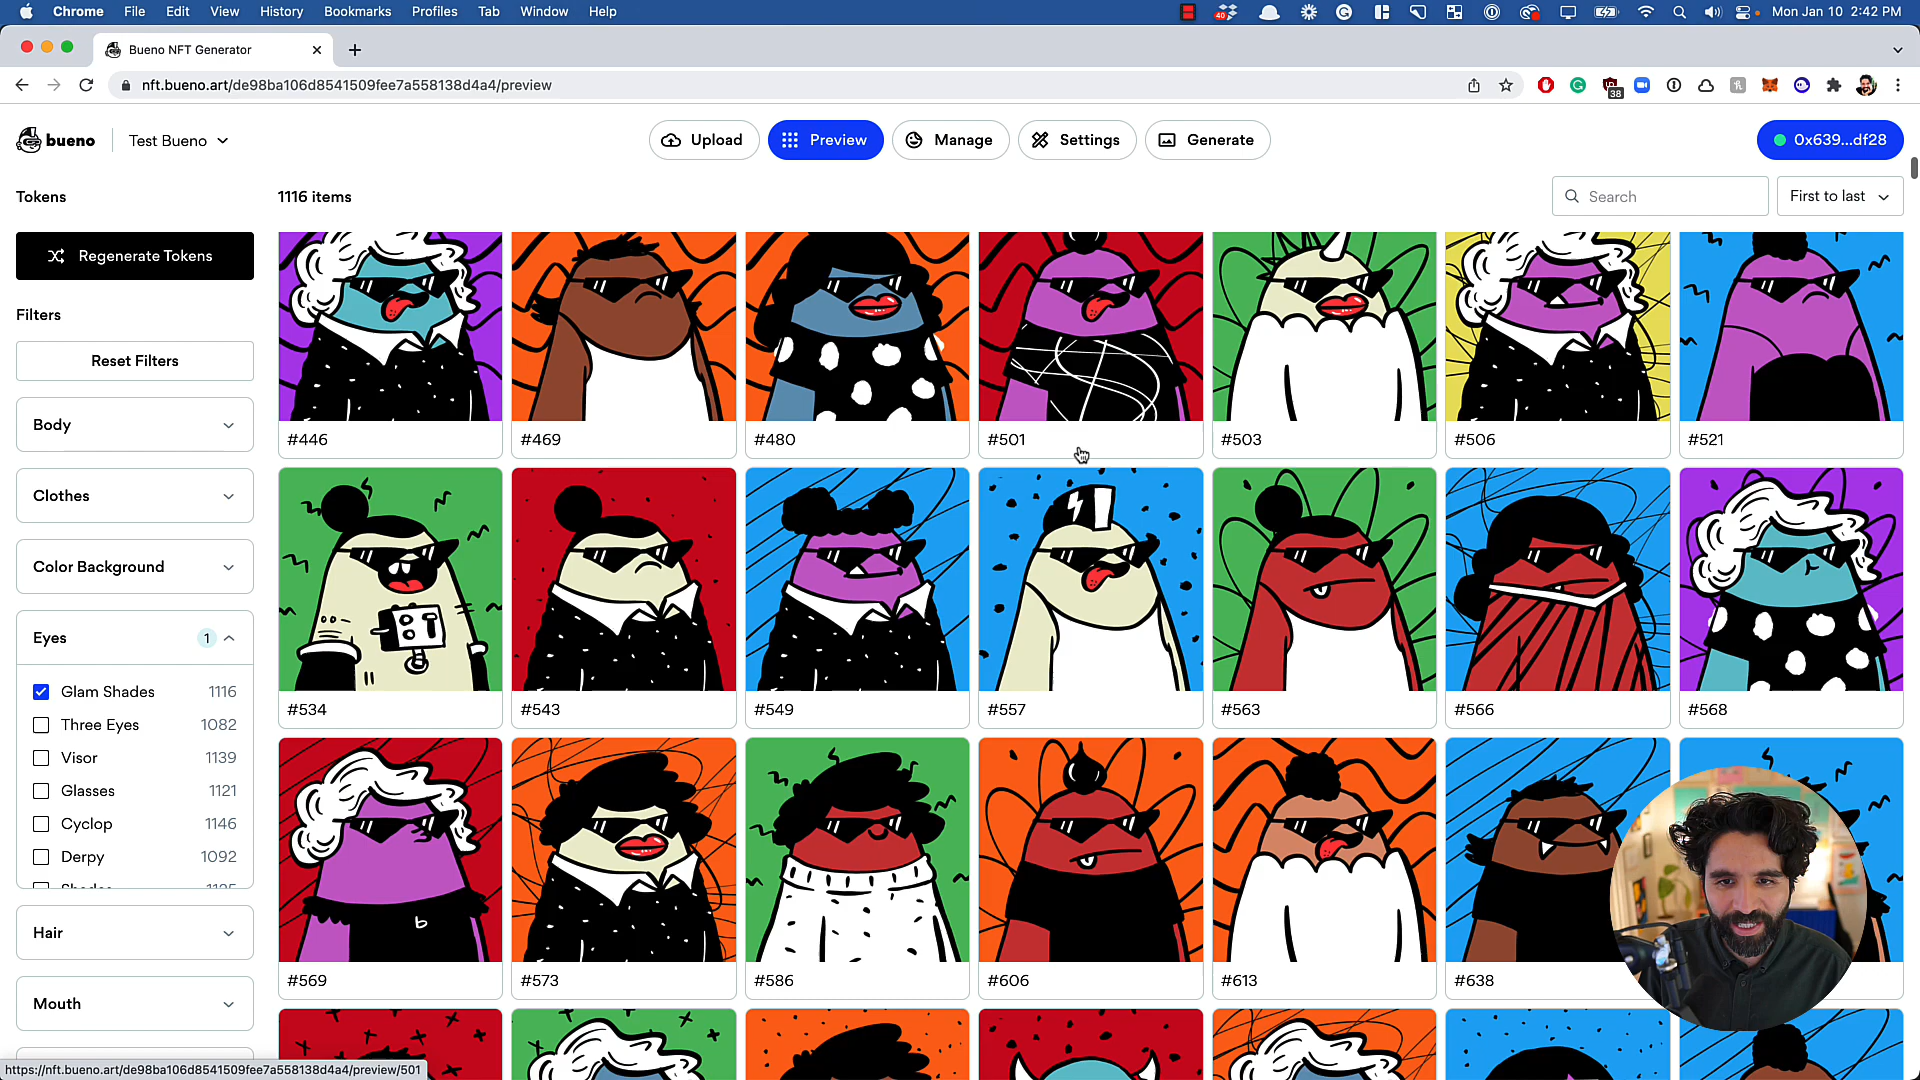 Chrome File Edit View History Bookmarks Profiles Tab Window Help 40 Mon Jan 10 2:42 PM
Bueno NFT Generator
nft.bueno.art/de98ba106d8541509fee7a558138d4a4/preview 38
bueno Test Bueno Upload Preview Manage Settings Generate 0x639...df28
Tokens 1116 items Search First to last
Regenerate Tokens
Filters
Reset Filters
Body
#446 #469 #480 #501 #503 #506 #521
Clothes
Color Background
Eyes 1
Glam Shades 1116
#534 #543 #549 #557 #563 #566 #568
Three Eyes 1082
Visor 1139
Glasses 1121
Cyclop 1146
Derpy 1092
Shades 1125
b
Hair
#569 #573 #586 #606 #613 #638
Mouth
https://nft.bueno.art/de98ba106d8541509fee7a558138d4a4/preview/501